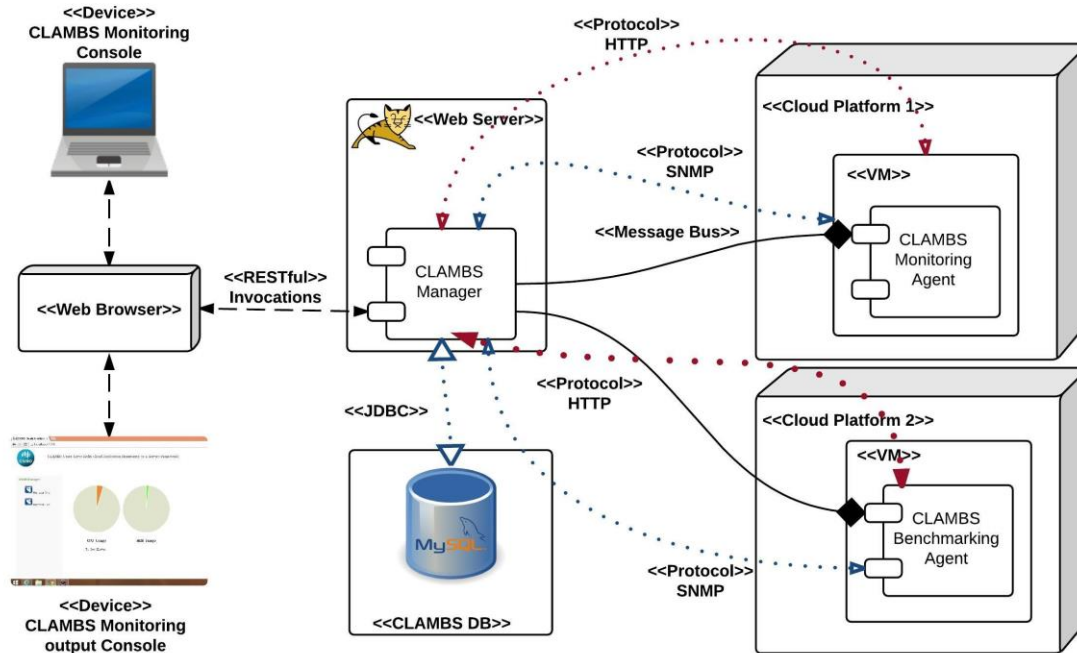 <<Device>>
CLAMBS Monitoring
Console
<<Protocol>>
HTTP
<<Cloud Platform 1>>
<<Web Server>>
<<Protocol>>
SNMP
<<VM>>
<<Message Bus>>
CLAMBS
Monitoring
Agent
CLAMBS
Manager
<<RESTful>>
Invocations
<<Web Browser>>
<<Protocol>>
HTTP
<<JDBC>>
<<Cloud Platform 2>>
<<VM>>
CLAMBS
Benchmarking
Agent
MySQL
<<Protocol>>
SNMP
<<CLAMBS DB>>
<<Device>>
CLAMBS Monitoring
output Console